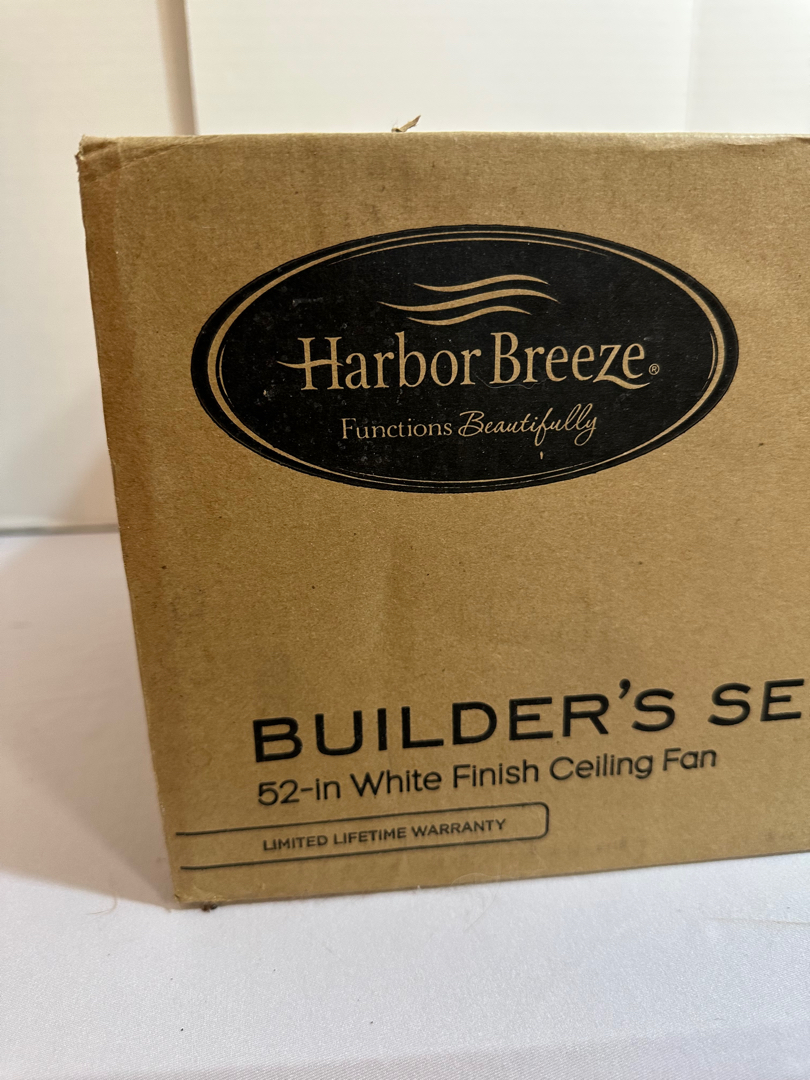 Harbor Breeze®
Functions Beautifully
BUILDER'S SE
52-in White Finish Ceiling Fan
LIMITED LIFETIME WARRANTY